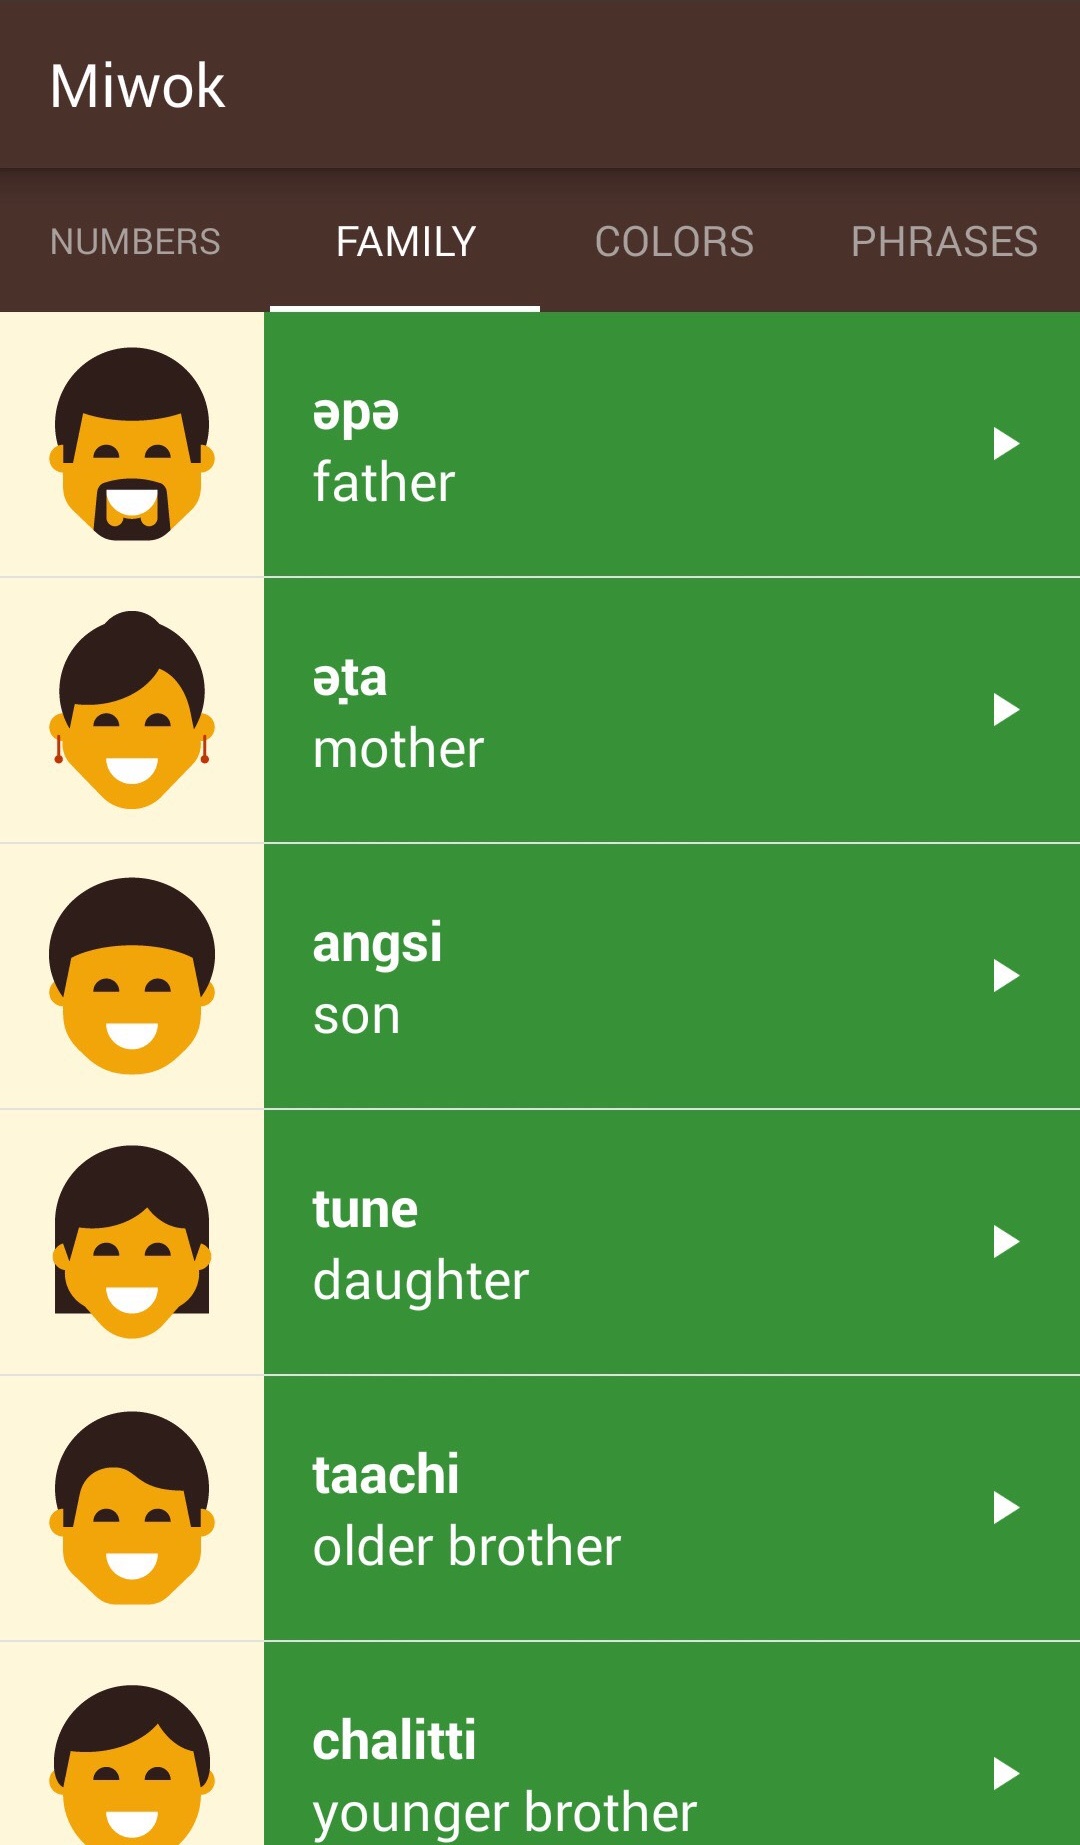 Miwok
NUMBERS FAMILY COLORS PHRASES
əpə
father
əṭa
mother
angsi
son
tune
daughter
taachi
older brother
chalitti
younger brother